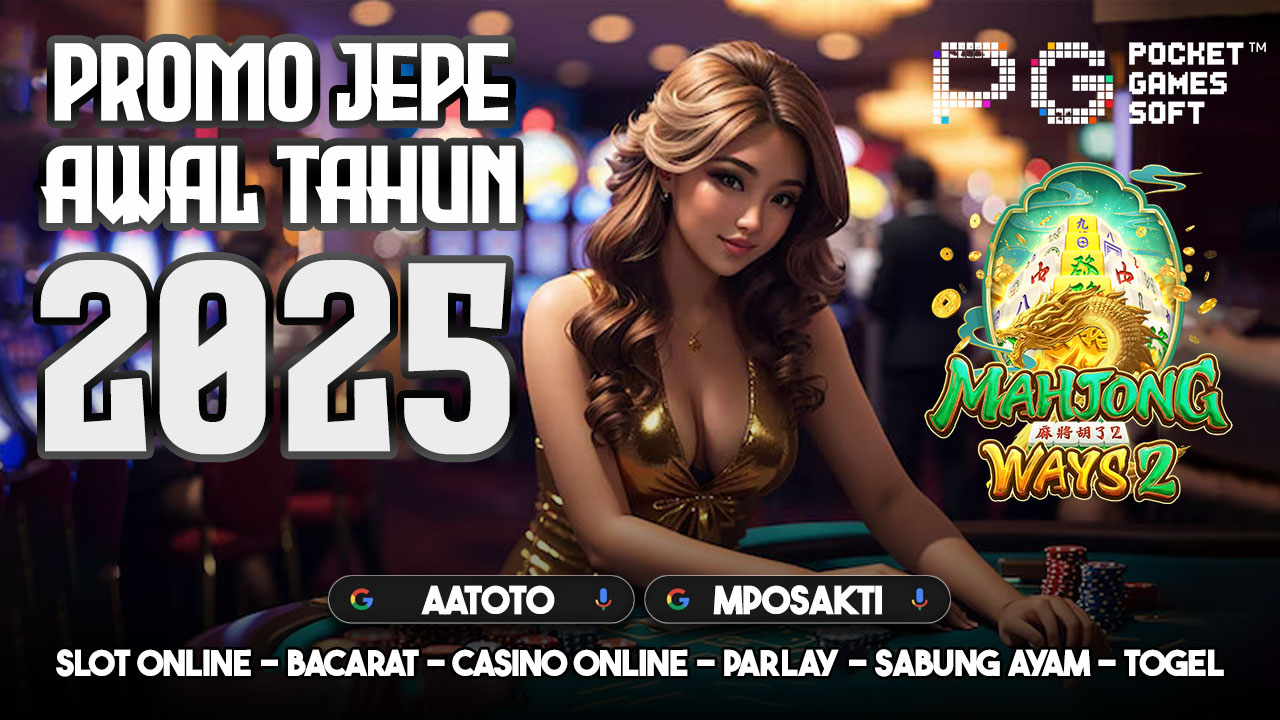 PROMO JEPE
AWAL TAHUN
2025
PG
POCKET™
GAMES
SOFT
MAHJONG
麻將胡了2
WAYS 2
AATOTO
MPOSAKTI
SLOT ONLINE – BACARAT – CASINO ONLINE – PARLAY – SABUNG AYAM – TOGEL